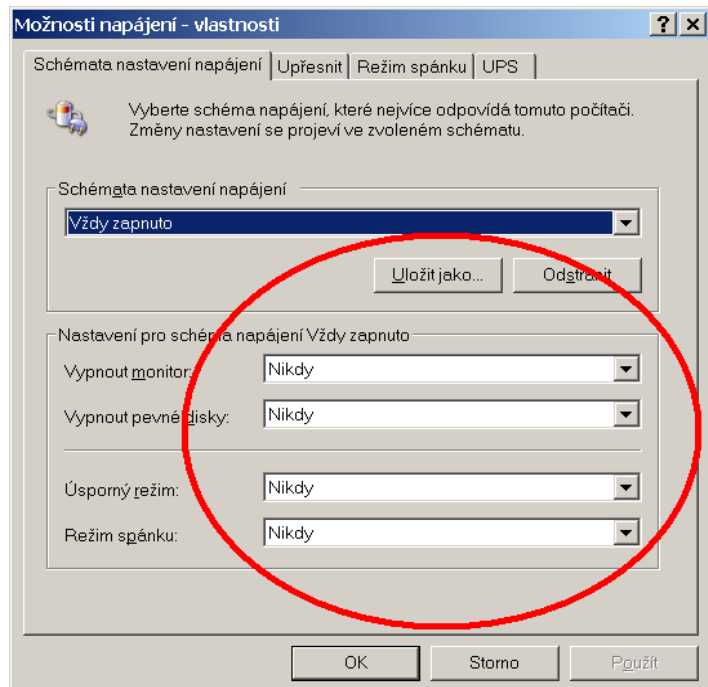 Možnosti napájení - vlastnosti
Schémata nastavení napájení Upřesnit Režim spánku UPS
Vyberte schéma napájení, které nejvíce odpovídá tomuto počítači.
Změny nastavení se projeví ve zvoleném schématu.
Schémata nastavení napájení
Vždy zapnuto
Uložit jako... Odstranit
Nastavení pro schéma napájení Vždy zapnuto
Vypnout monitor: Nikdy
Vypnout pevné disky: Nikdy
Úsporný režim: Nikdy
Režim spánku: Nikdy
OK Storno Použít